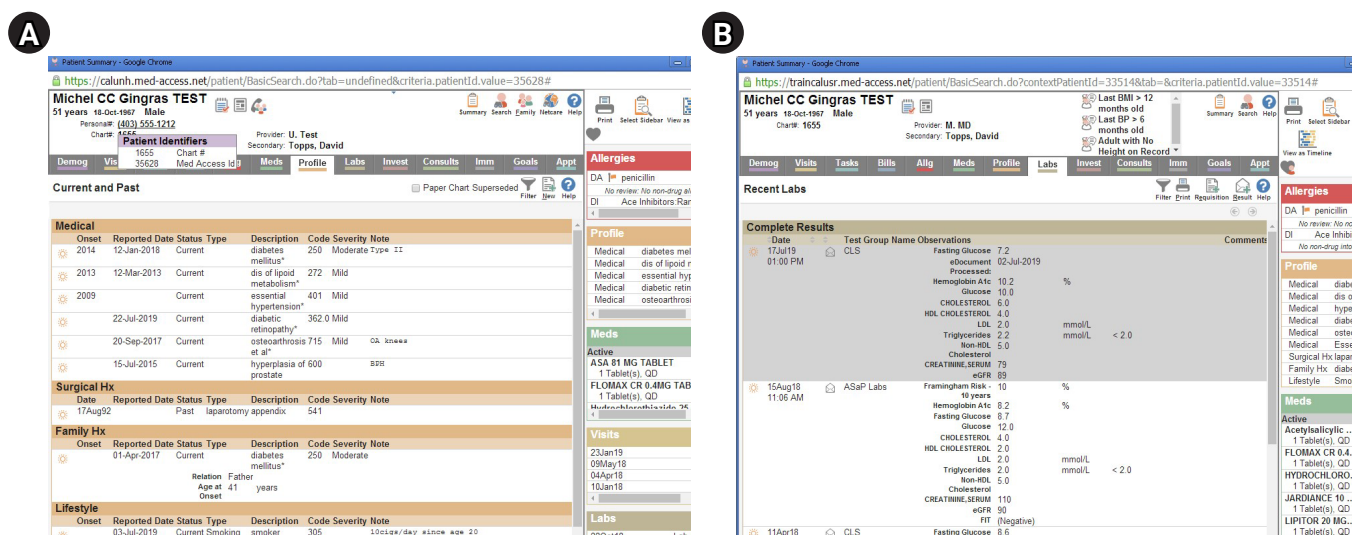 A
Patient Summary - Google Chrome
https://calunh.med-access.net/patient/BasicSearch.do?tab=undefined&criteria.patientId.value=35628#
Michel CC Gingras TEST
51 years 18-Oct-1967 Male
Persona#: (403) 555-1212
Chart#: 1655
Patient Identifiers
1655 Chart #
35628 Med Access Id
Provider: U. Test
Secondary: Topps, David
Summary Search Family Netcare Help
Demog Vis Meds Profile Labs Invest Consults Imm Goals Appt
Current and Past
Paper Chart Superseded
Filter New Help
Medical
Onset Reported Date Status Type Description Code Severity Note
2014 12-Jan-2018 Current diabetes mellitus* 250 Moderate Type II
2013 12-Mar-2013 Current dis of lipoid metabolism* 272 Mild
2009 Current essential hypertension* 401 Mild
22-Jul-2019 Current diabetic retinopathy* 362.0 Mild
20-Sep-2017 Current osteoarthrosis et al* 715 Mild OA knees
15-Jul-2015 Current hyperplasia of prostate 600 BPH
Surgical Hx
Date Reported Date Status Type Description Code Severity Note
17Aug92 Past laparotomy appendix 541
Family Hx
Onset Reported Date Status Type Description Code Severity Note
01-Apr-2017 Current diabetes mellitus* 250 Moderate
Relation Father
Age at Onset 41 years
Lifestyle
Onset Reported Date Status Type Description Code Severity Note
03-Jul-2019 Current Smoking smoker 305 10cigs/day since age 20
Print Select Sidebar View as
Allergies
DA penicillin
No review: No non-drug al
DI Ace Inhibitors:Ram
Profile
Medical diabetes mel
Medical dis of lipoid m
Medical essential hyp
Medical diabetic retin
Medical osteoarthrosi
Meds
Active
ASA 81 MG TABLET
1 Tablet(s), QD
FLOMAX CR 0.4MG TAB
1 Tablet(s), QD
Hydrochlorothiazide 25
Visits
23Jan19
09May18
04Apr18
10Jan18
Labs
B
Patient Summary - Google Chrome
https://traincalusr.med-access.net/patient/BasicSearch.do?contextPatientId=33514&tab=&criteria.patientId.value=33514#
Michel CC Gingras TEST
51 years 18-Oct-1967 Male
Chart#: 1655
Provider: M. MD
Secondary: Topps, David
Last BMI > 12
months old
Last BP > 6
months old
Adult with No
Height on Record
Summary Search Help
Demog Visits Tasks Bills Allg Meds Profile Labs Invest Consults Imm Goals Appt
Recent Labs
Filter Print Requisition Result Help
Complete Results
Date Test Group Name Observations Comments
17Jul19 01:00 PM CLS Fasting Glucose 7.2
eDocument Processed: 02-Jul-2019
Hemoglobin A1c 10.2 %
Glucose 10.0
CHOLESTEROL 6.0
HDL CHOLESTEROL 4.0
LDL 2.0 mmol/L
Triglycerides 2.2 mmol/L < 2.0
Non-HDL Cholesterol 5.0
CREATININE,SERUM 79
eGFR 89
15Aug18 11:06 AM ASaP Labs Framingham Risk - 10 years 10 %
Hemoglobin A1c 8.2 %
Fasting Glucose 8.7
Glucose 12.0
CHOLESTEROL 4.0
HDL CHOLESTEROL 2.0
LDL 2.0 mmol/L
Triglycerides 2.0 mmol/L < 2.0
Non-HDL Cholesterol 5.0
CREATININE,SERUM 110
eGFR 90
FIT (Negative)
11Apr18 CLS Fasting Glucose 8.6
Print Select Sidebar
View as Timeline
Allergies
DA penicillin
No review: No no
DI Ace Inhibi
No non-drug into
Profile
Medical diabe
Medical dis o
Medical hype
Medical diabe
Medical osteo
Medical Esse
Surgical Hx lapar
Family Hx diabe
Lifestyle Smo
Meds
Active
Acetylsalicylic ...
1 Tablet(s), QD
FLOMAX CR 0.4..
1 Tablet(s), QD
HYDROCHLORO..
1 Tablet(s), QD
JARDIANCE 10 ...
1 Tablet(s), QD
LIPITOR 20 MG...
1 Tablet(s), QD